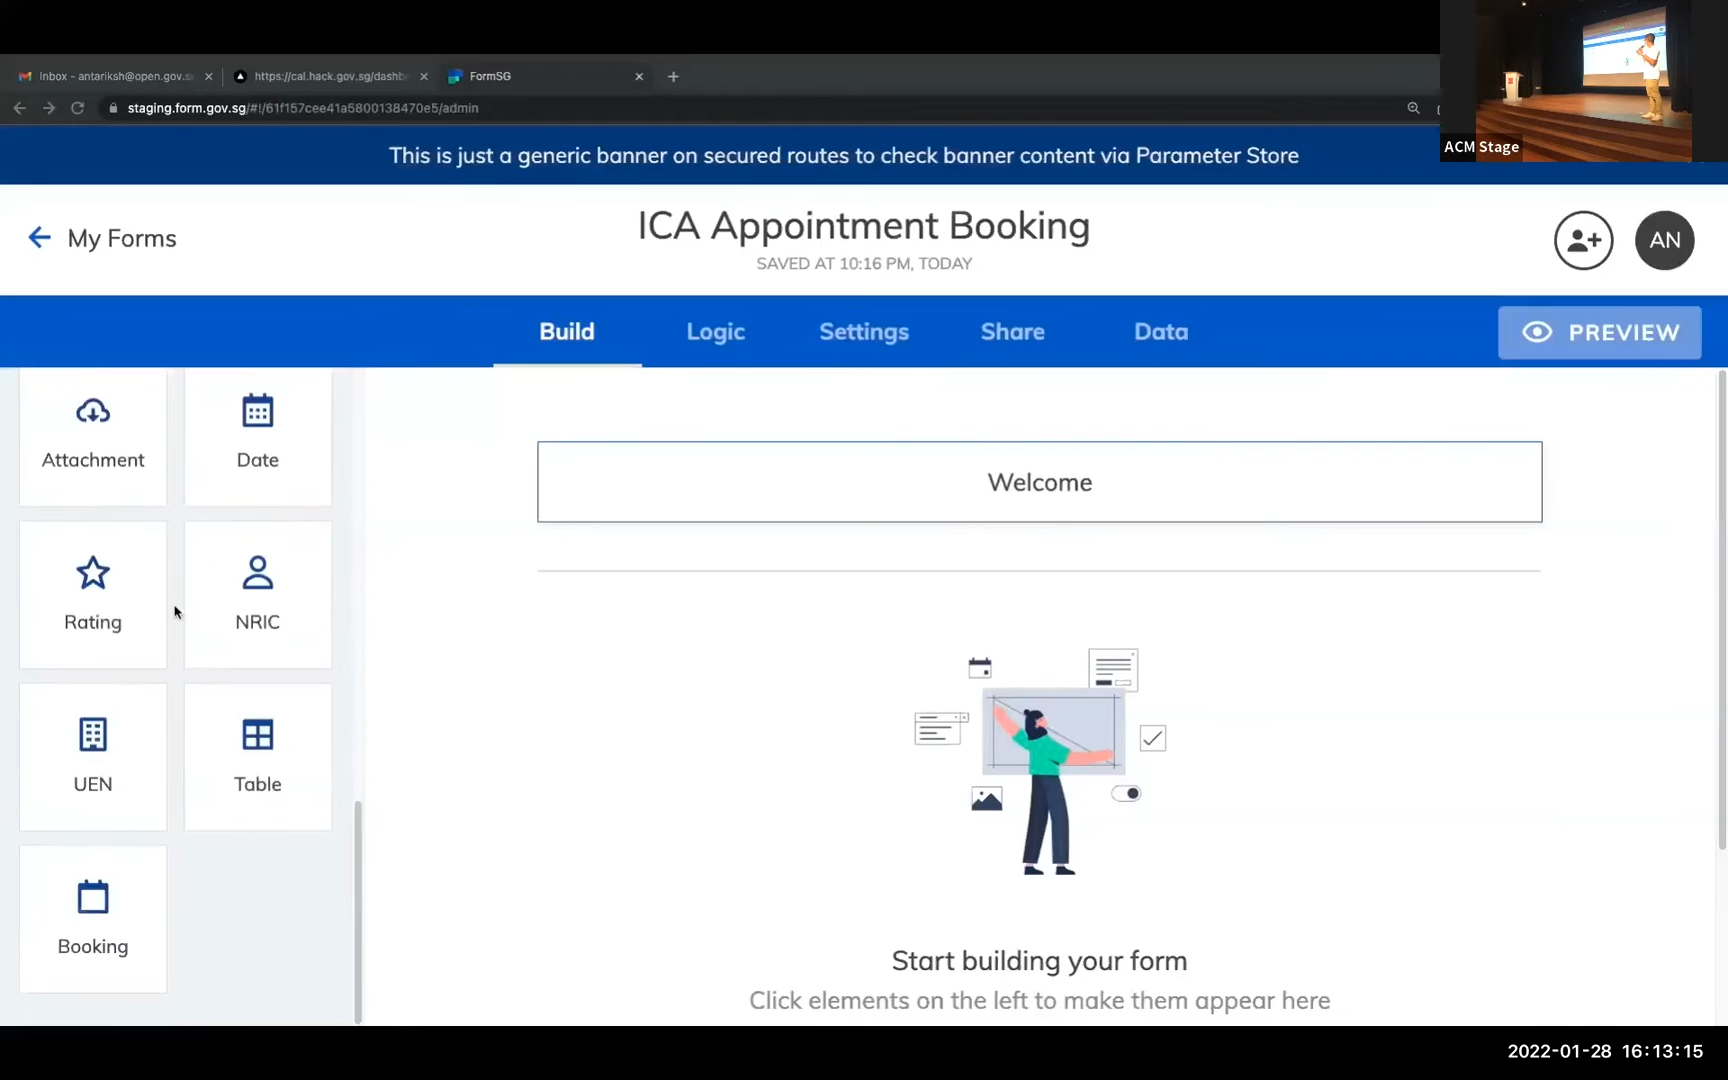 Inbox - antariksh@open.gov.s
https://cal.hack.gov.sg/dashb
FormSG
staging.form.gov.sg/#!/61f157cee41a5800138470e5/admin
ACM Stage
This is just a generic banner on secured routes to check banner content via Parameter Store
My Forms
ICA Appointment Booking
SAVED AT 10:16 PM, TODAY
AN
Build
Logic
Settings
Share
Data
PREVIEW
Attachment
Date
Welcome
Rating
NRIC
UEN
Table
Booking
Start building your form
Click elements on the left to make them appear here
2022-01-28 16:13:15